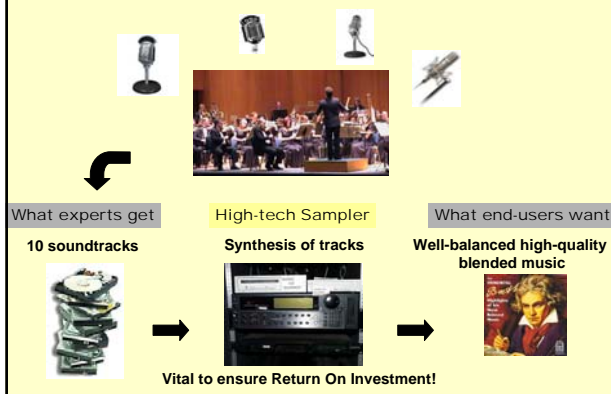 What experts get
High-tech Sampler
What end-users want
10 soundtracks
Synthesis of tracks
Well-balanced high-quality
blended music
IMMORTAL
Vital to ensure Return On Investment!